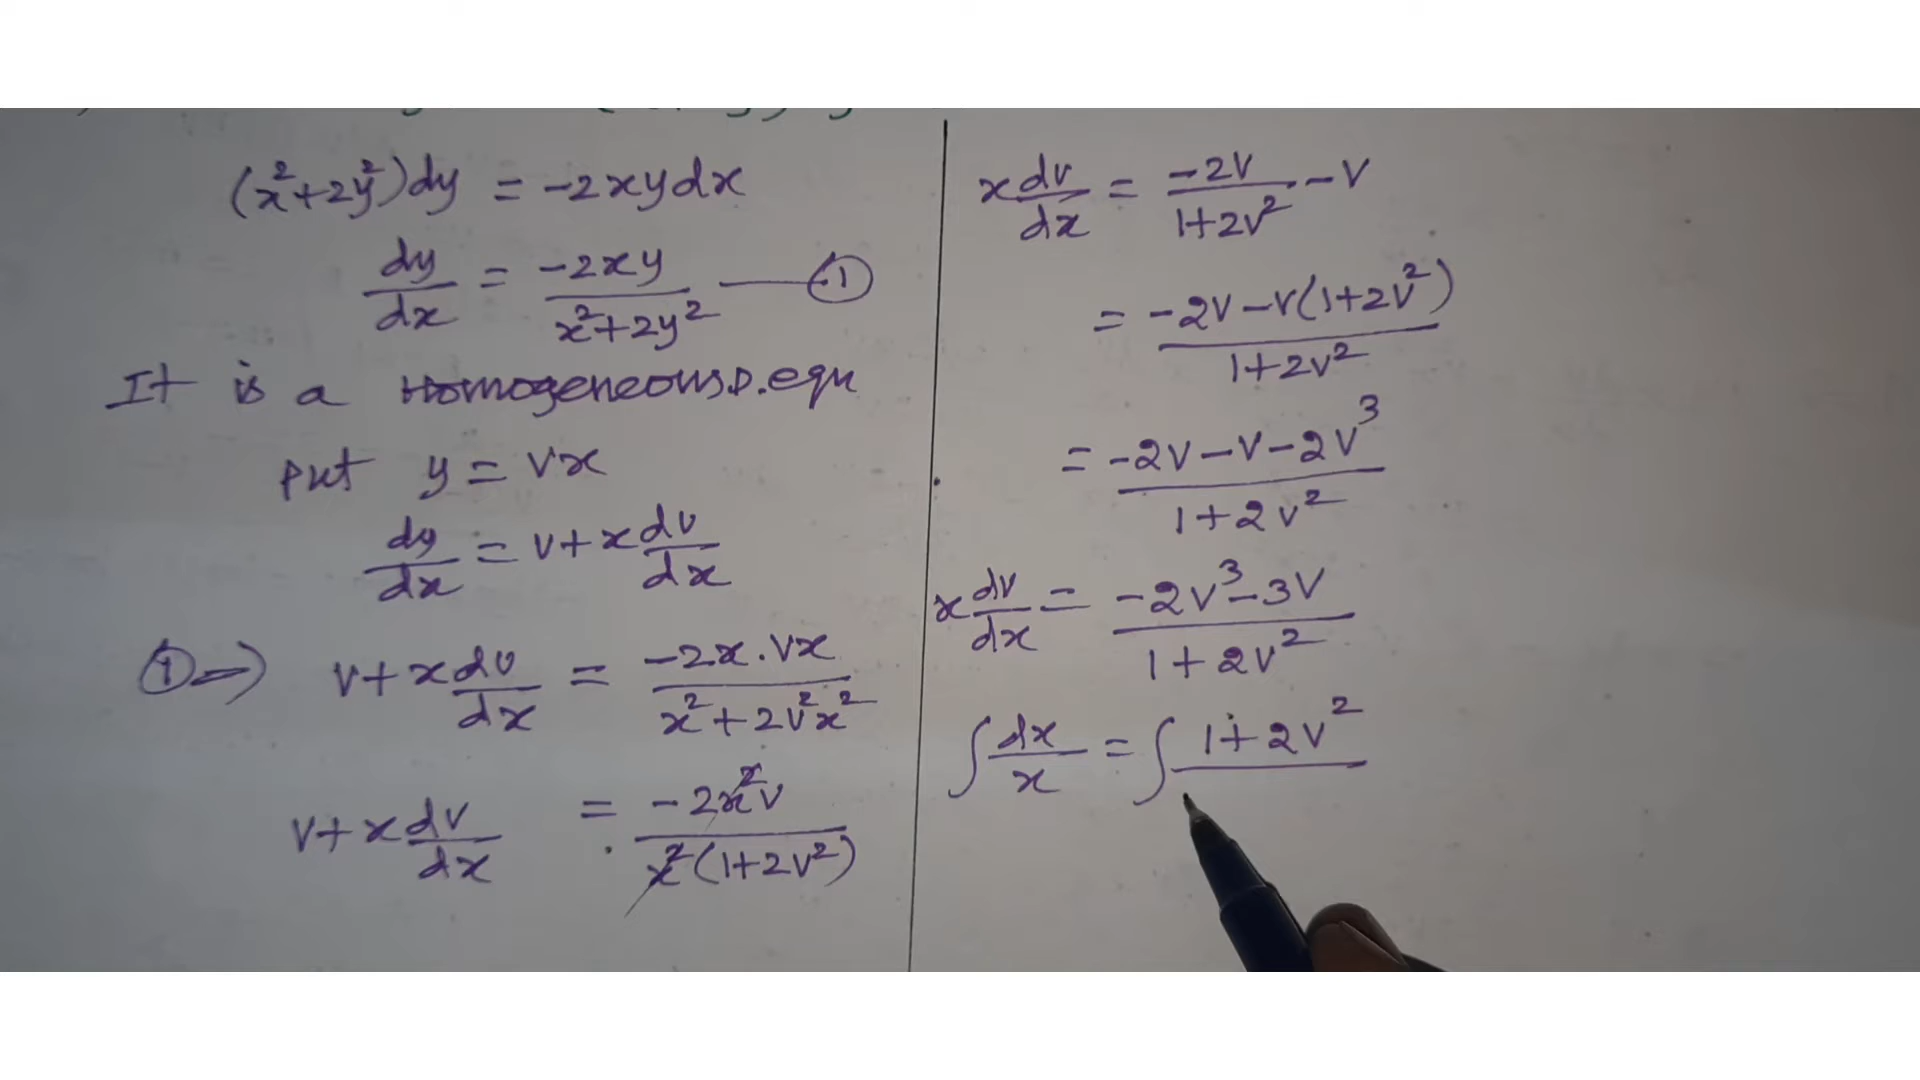 (x²+2y²)dy = -2xydx
dy/dx = -2xy/x²+2y² —— ①
It is a HomogeneousD.equ
put y = vx
dy/dx = v+x dv/dx
①→) v+x dv/dx = -2x.vx/x²+2v²x²
v+x dv/dx = -2x²v/x²(1+2v²)
x dv/dx = -2v/1+2v² - v
= -2v-v(1+2v²)/1+2v²
= -2v-v-2v³/1+2v²
x dv/dx = -2v³-3v/1+2v²
∫dx/x = ∫1+2v²/